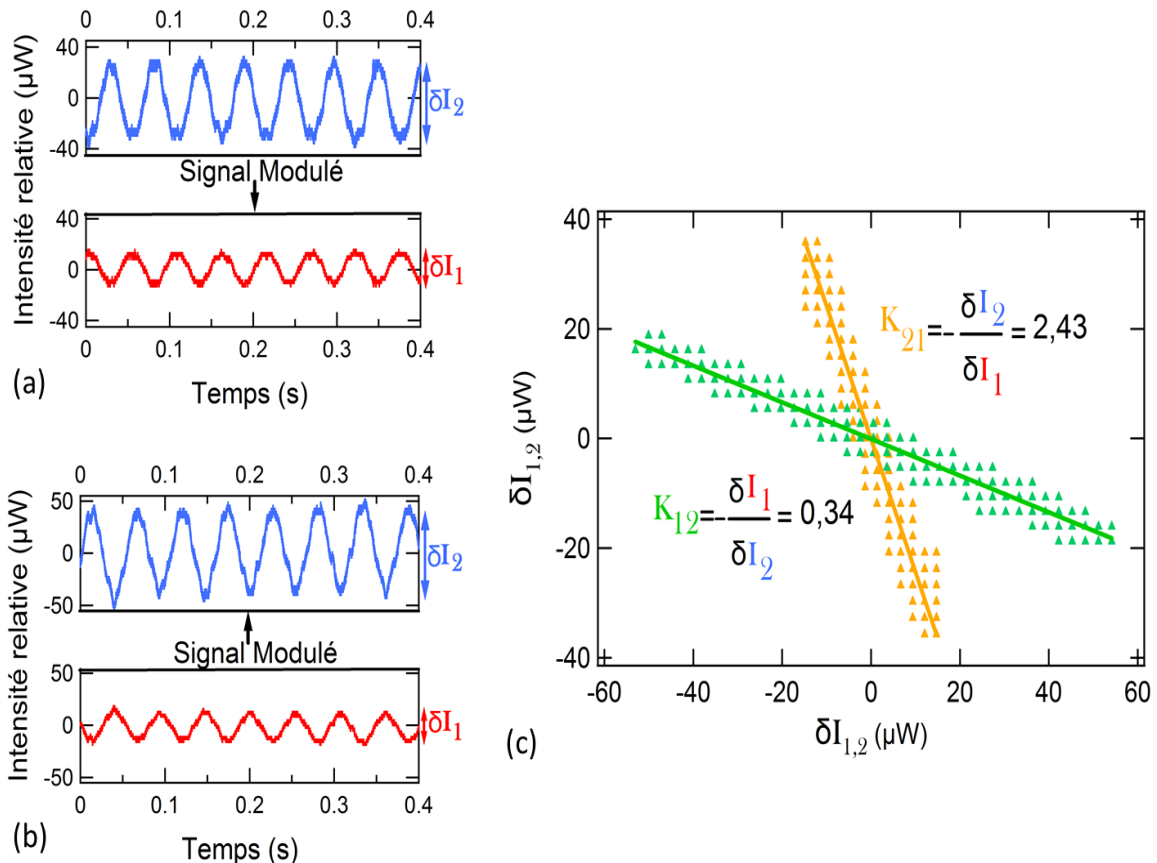 0 0.1 0.2 0.3 0.4
Intensité relative (µW)
40
0
-40
δI2
Signal Modulé
40
0
-40
δI1
0 0.1 0.2 0.3 0.4
Temps (s)
(a)
0 0.1 0.2 0.3 0.4
Intensité relative (µW)
50
0
-50
δI2
Signal Modulé
50
0
-50
δI1
0 0.1 0.2 0.3 0.4
Temps (s)
(b)
δI1,2 (µW)
40
20
0
-20
-40
K21=-δI2/δI1=2,43
K12=-δI1/δI2=0,34
-60 -40 -20 0 20 40 60
δI1,2 (µW)
(c)